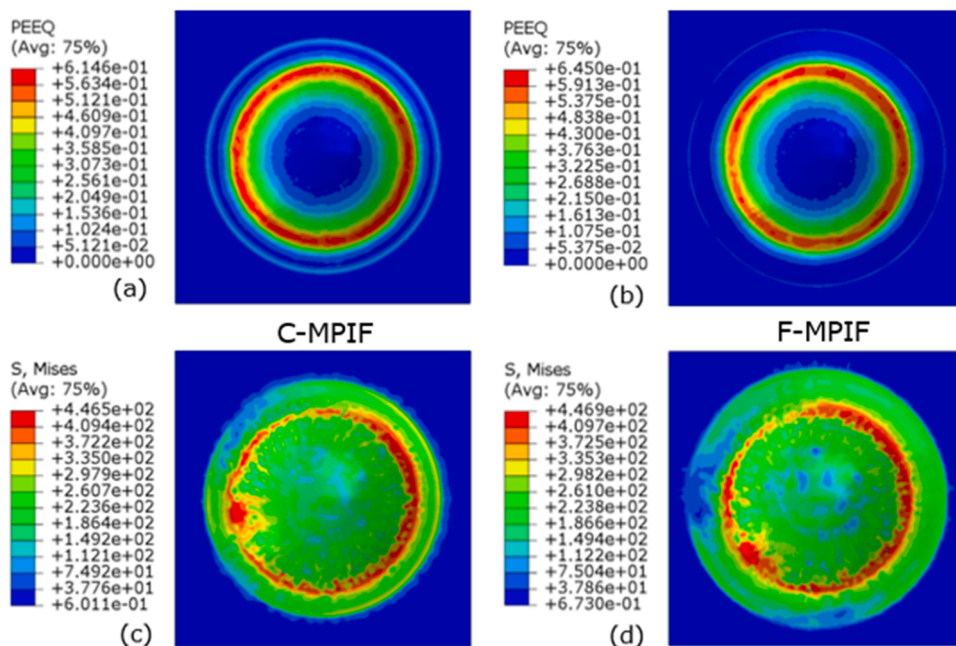 PEEQ
(Avg: 75%)
+6.146e-01
+5.634e-01
+5.121e-01
+4.609e-01
+4.097e-01
+3.585e-01
+3.073e-01
+2.561e-01
+2.049e-01
+1.536e-01
+1.024e-01
+5.121e-02
+0.000e+00
(a)
PEEQ
(Avg: 75%)
+6.450e-01
+5.913e-01
+5.375e-01
+4.838e-01
+4.300e-01
+3.763e-01
+3.225e-01
+2.688e-01
+2.150e-01
+1.613e-01
+1.075e-01
+5.375e-02
+0.000e+00
(b)
C-MPIF
F-MPIF
S, Mises
(Avg: 75%)
+4.465e+02
+4.094e+02
+3.722e+02
+3.350e+02
+2.979e+02
+2.607e+02
+2.236e+02
+1.864e+02
+1.492e+02
+1.121e+02
+7.492e+01
+3.776e+01
+6.011e-01
(c)
S, Mises
(Avg: 75%)
+4.469e+02
+4.097e+02
+3.725e+02
+3.353e+02
+2.982e+02
+2.610e+02
+2.238e+02
+1.866e+02
+1.494e+02
+1.122e+02
+7.504e+01
+3.786e+01
+6.730e-01
(d)